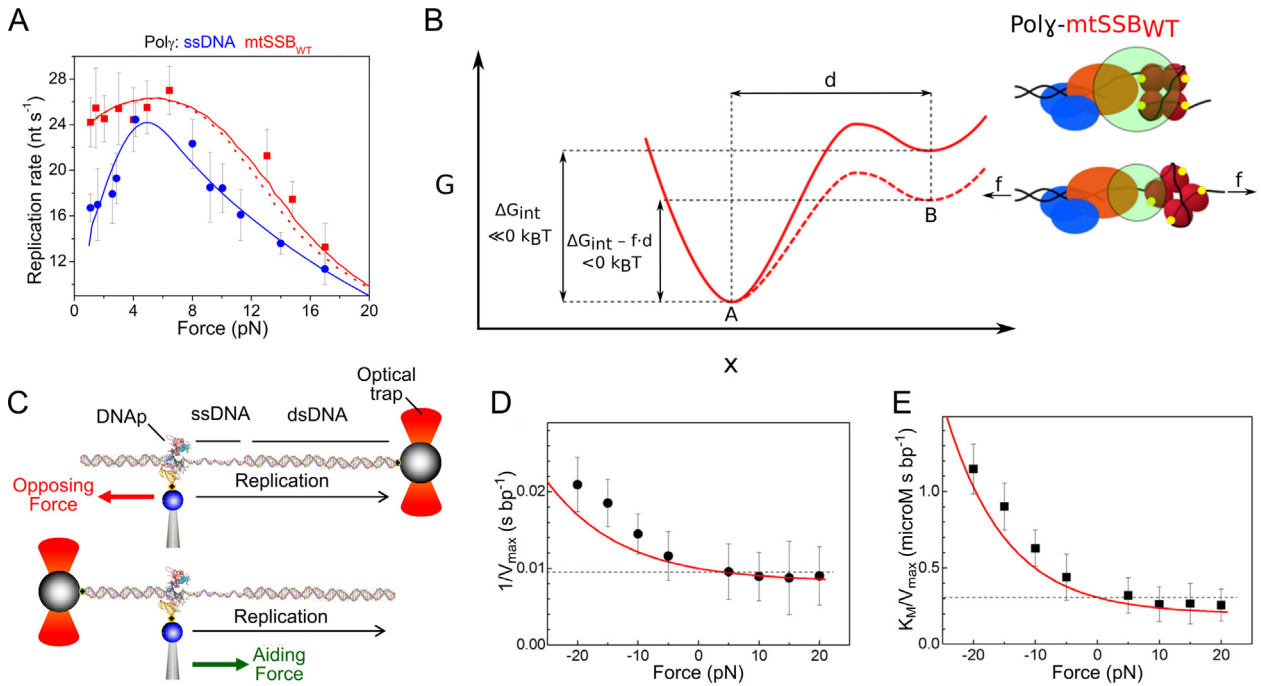 A
Polγ: ssDNA mtSSBWT
Replication rate (nt s-1)
28
24
20
16
12
0 4 8 12 16 20
Force (pN)
B
Polɣ-mtSSBWT
d
G
ΔGint
≪0 kBT
ΔGint – f·d
<0 kBT
A
B
f
f
x
C
Optical
trap
DNAp
ssDNA
dsDNA
Replication
Opposing
Force
Replication
Aiding
Force
D
1/Vmax (s bp-1)
0.02
0.01
0.00
-20 -10 0 10 20
Force (pN)
E
KM/Vmax (microM s bp-1)
1.0
0.5
0.0
-20 -10 0 10 20
Force (pN)